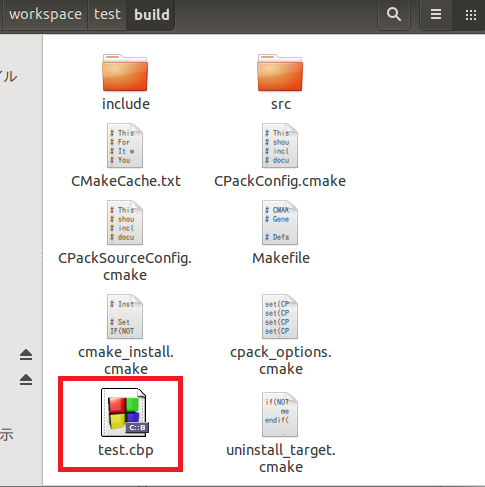 workspace
test
build
イル
include
src
# This
# For
# It w
# You
CMakeCache.txt
# This
# shou
# incl
# docu
CPackConfig.cmake
# This
# shou
# incl
# docu
CPackSourceConfig.
cmake
# CMAK
# Gene
# Defa
Makefile
# Inst
# Set
IF(NOT
cmake_install.
cmake
set(CP
set(CP
set(CP
set(CP
cpack_options.
cmake
C::B
test.cbp
if(NOT
me
endif(
uninstall_target.
cmake
示